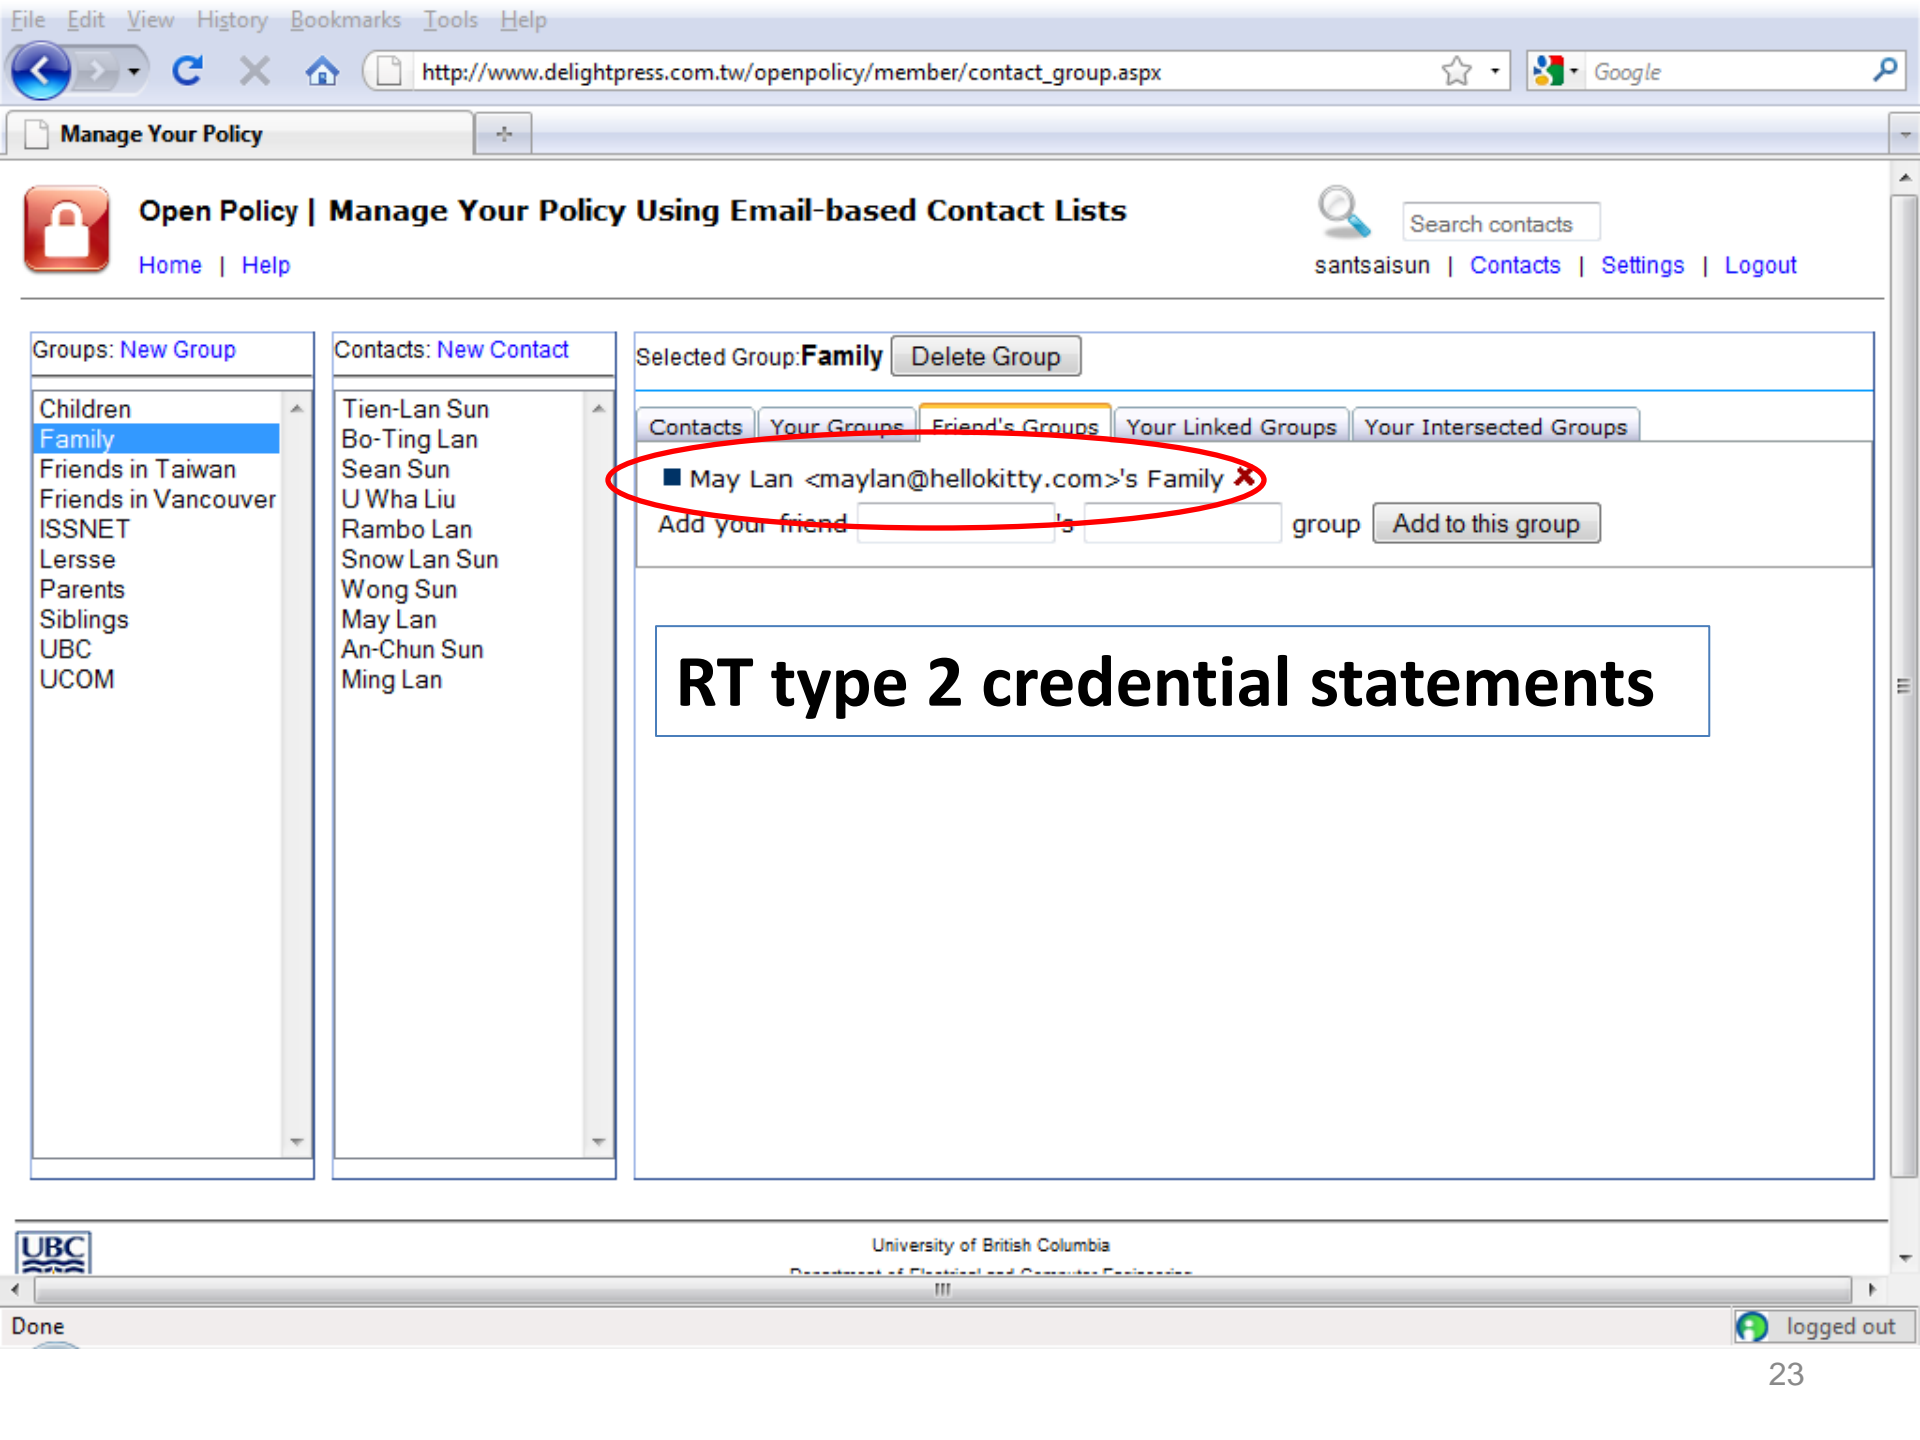 File Edit View History Bookmarks Tools Help
http://www.delightpress.com.tw/openpolicy/member/contact_group.aspx
Google
Manage Your Policy
Open Policy | Manage Your Policy Using Email-based Contact Lists
Search contacts
Home | Help
santsaisun | Contacts | Settings | Logout
Groups: New Group
Children
Family
Friends in Taiwan
Friends in Vancouver
ISSNET
Lersse
Parents
Siblings
UBC
UCOM
Contacts: New Contact
Tien-Lan Sun
Bo-Ting Lan
Sean Sun
U Wha Liu
Rambo Lan
Snow Lan Sun
Wong Sun
May Lan
An-Chun Sun
Ming Lan
Selected Group:Family Delete Group
Contacts Your Groups Friend's Groups Your Linked Groups Your Intersected Groups
May Lan <maylan@hellokitty.com>'s Family
Add your friend 's group Add to this group
RT type 2 credential statements
UBC
University of British Columbia
Department of Electrical and Computer Engineering
Done
logged out
23